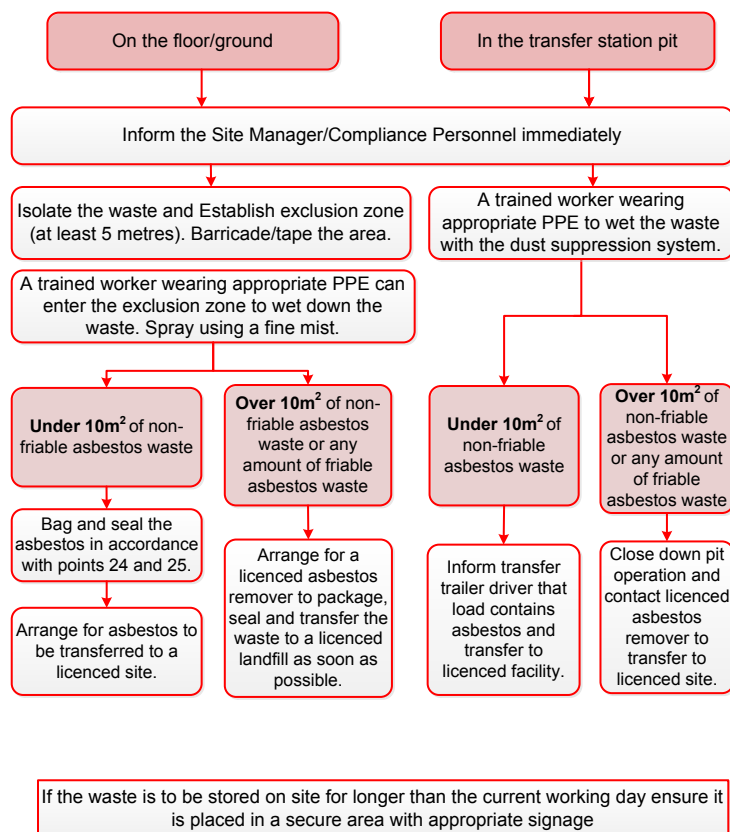 On the floor/ground
In the transfer station pit
Inform the Site Manager/Compliance Personnel immediately
Isolate the waste and Establish exclusion zone
(at least 5 metres). Barricade/tape the area.
A trained worker wearing
appropriate PPE to wet the waste
with the dust suppression system.
A trained worker wearing appropriate PPE can
enter the exclusion zone to wet down the
waste. Spray using a fine mist.
Under 10m² of non-
friable asbestos waste
Over 10m² of non-
friable asbestos
waste or any
amount of friable
asbestos waste
Under 10m² of
non-friable
asbestos waste
Over 10m² of
non-friable
asbestos waste
or any amount
of friable
asbestos waste
Bag and seal the
asbestos in accordance
with points 24 and 25.
Arrange for asbestos to
be transferred to a
licenced site.
Arrange for a
licenced asbestos
remover to package,
seal and transfer the
waste to a licenced
landfill as soon as
possible.
Inform transfer
trailer driver that
load contains
asbestos and
transfer to
licenced facility.
Close down pit
operation and
contact licenced
asbestos
remover to
transfer to
licenced site.
If the waste is to be stored on site for longer than the current working day ensure it
is placed in a secure area with appropriate signage